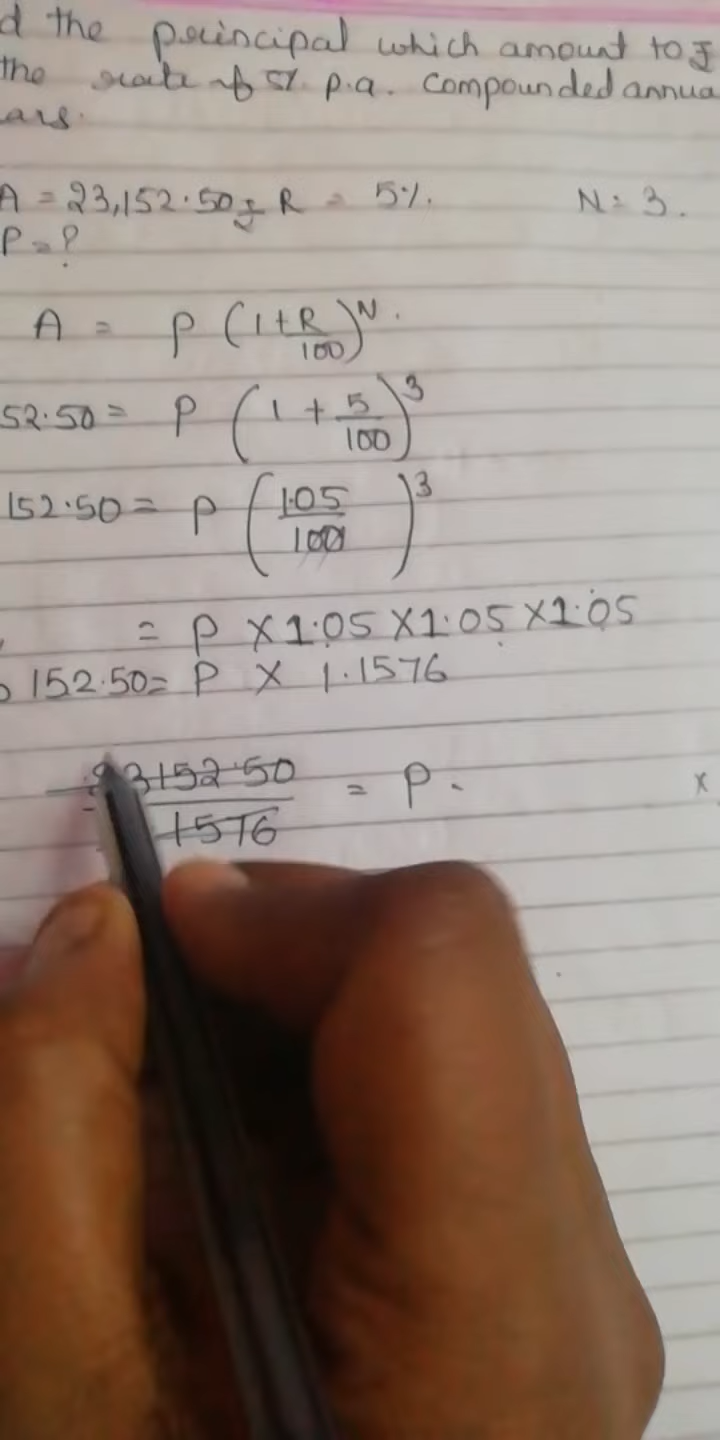 d the principal which amount to ₹
the rate of 5% p.a. compounded annua
ars.
A = 23,152.50₹ R = 5%. N = 3.
P = ?
A = P (1+R/100)^N.
52.50 = P (1 + 5/100)^3
152.50 = P (1.05/100)^3
= P X 1.05 X 1.05 X 1.05
152.50 = P X 1.1576
3152.50/1576 = P. x